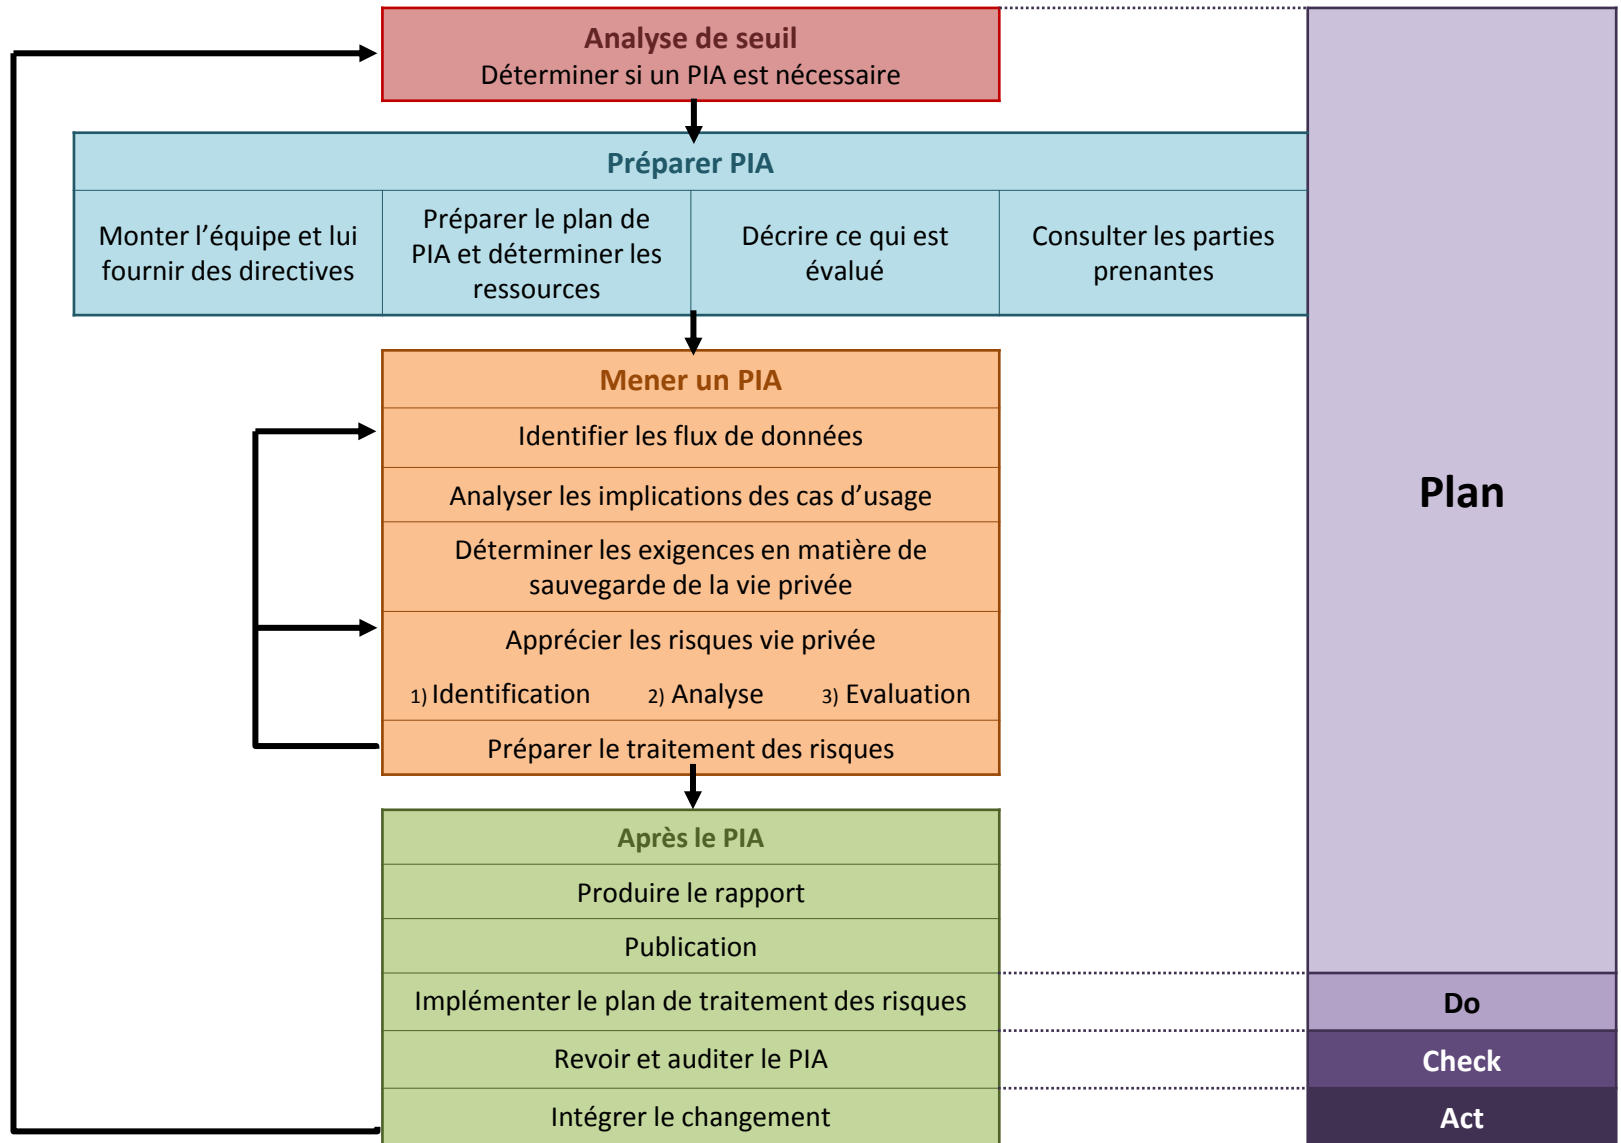 Analyse de seuil
Déterminer si un PIA est nécessaire
Préparer PIA
Monter l’équipe et lui
fournir des directives
Préparer le plan de
PIA et déterminer les
ressources
Décrire ce qui est
évalué
Consulter les parties
prenantes
Mener un PIA
Identifier les flux de données
Analyser les implications des cas d’usage
Déterminer les exigences en matière de
sauvegarde de la vie privée
Apprécier les risques vie privée
1) Identification 2) Analyse 3) Evaluation
Préparer le traitement des risques
Après le PIA
Produire le rapport
Publication
Implémenter le plan de traitement des risques
Revoir et auditer le PIA
Intégrer le changement
Plan
Do
Check
Act